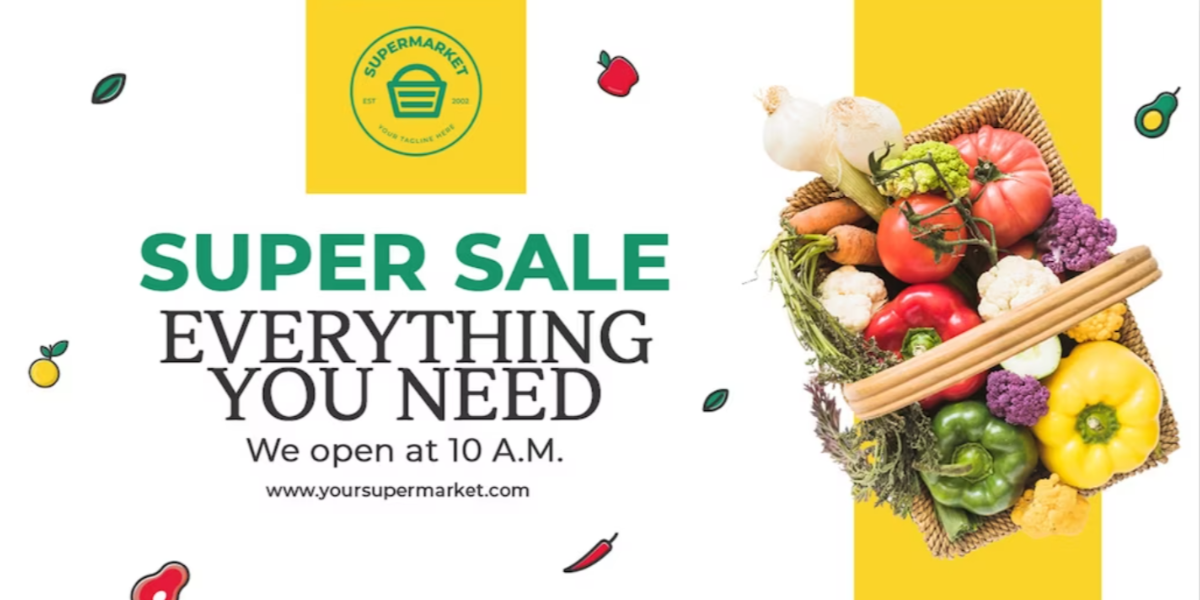 SUPERMARKET
EST 2002
YOUR TAGLINE HERE
SUPER SALE
EVERYTHING
YOU NEED
We open at 10 A.M.
www.yoursupermarket.com